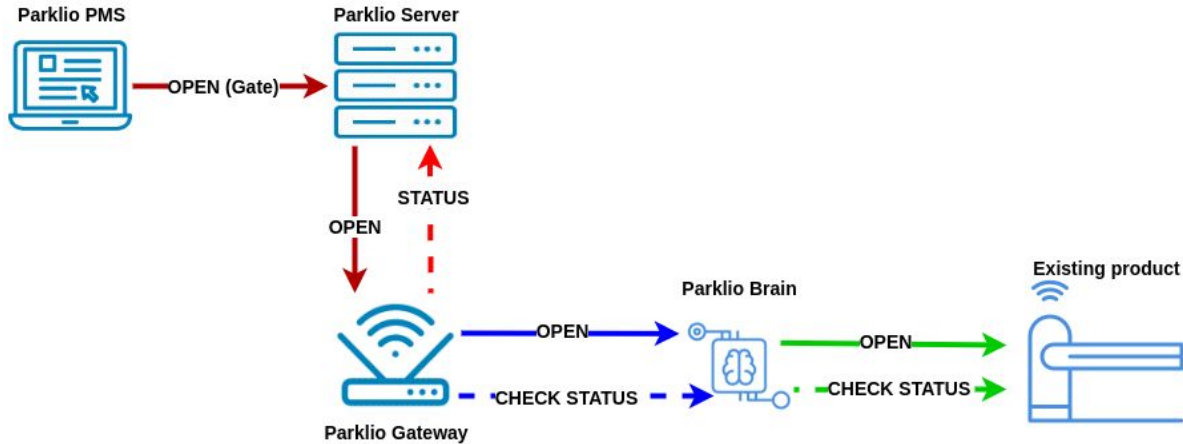 Parklio PMS
Parklio Server
OPEN (Gate)
STATUS
OPEN
Existing product
Parklio Brain
OPEN
OPEN
CHECK STATUS
CHECK STATUS
Parklio Gateway